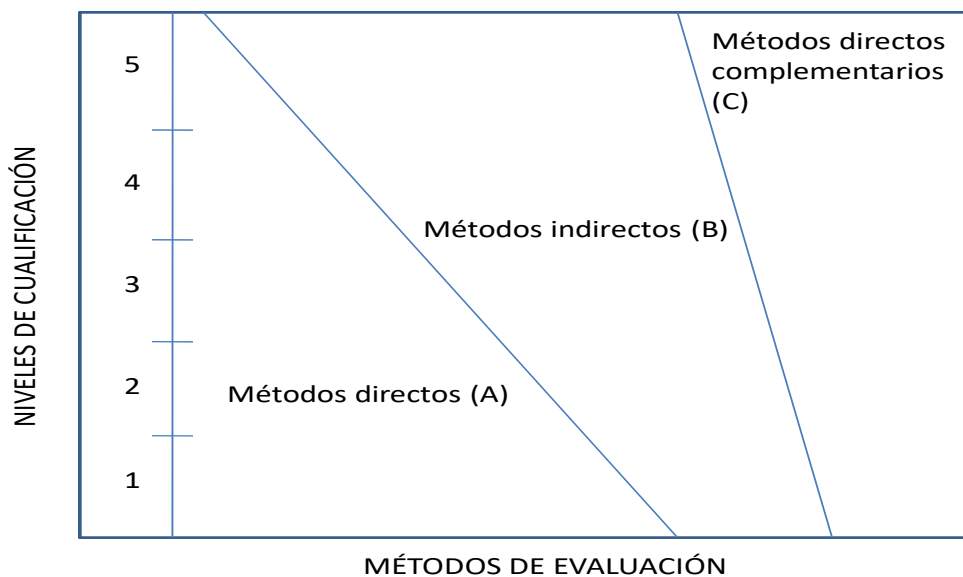 NIVELES DE CUALIFICACIÓN
5
4
3
2
1
Métodos directos
complementarios
(C)
Métodos indirectos (B)
Métodos directos (A)
MÉTODOS DE EVALUACIÓN